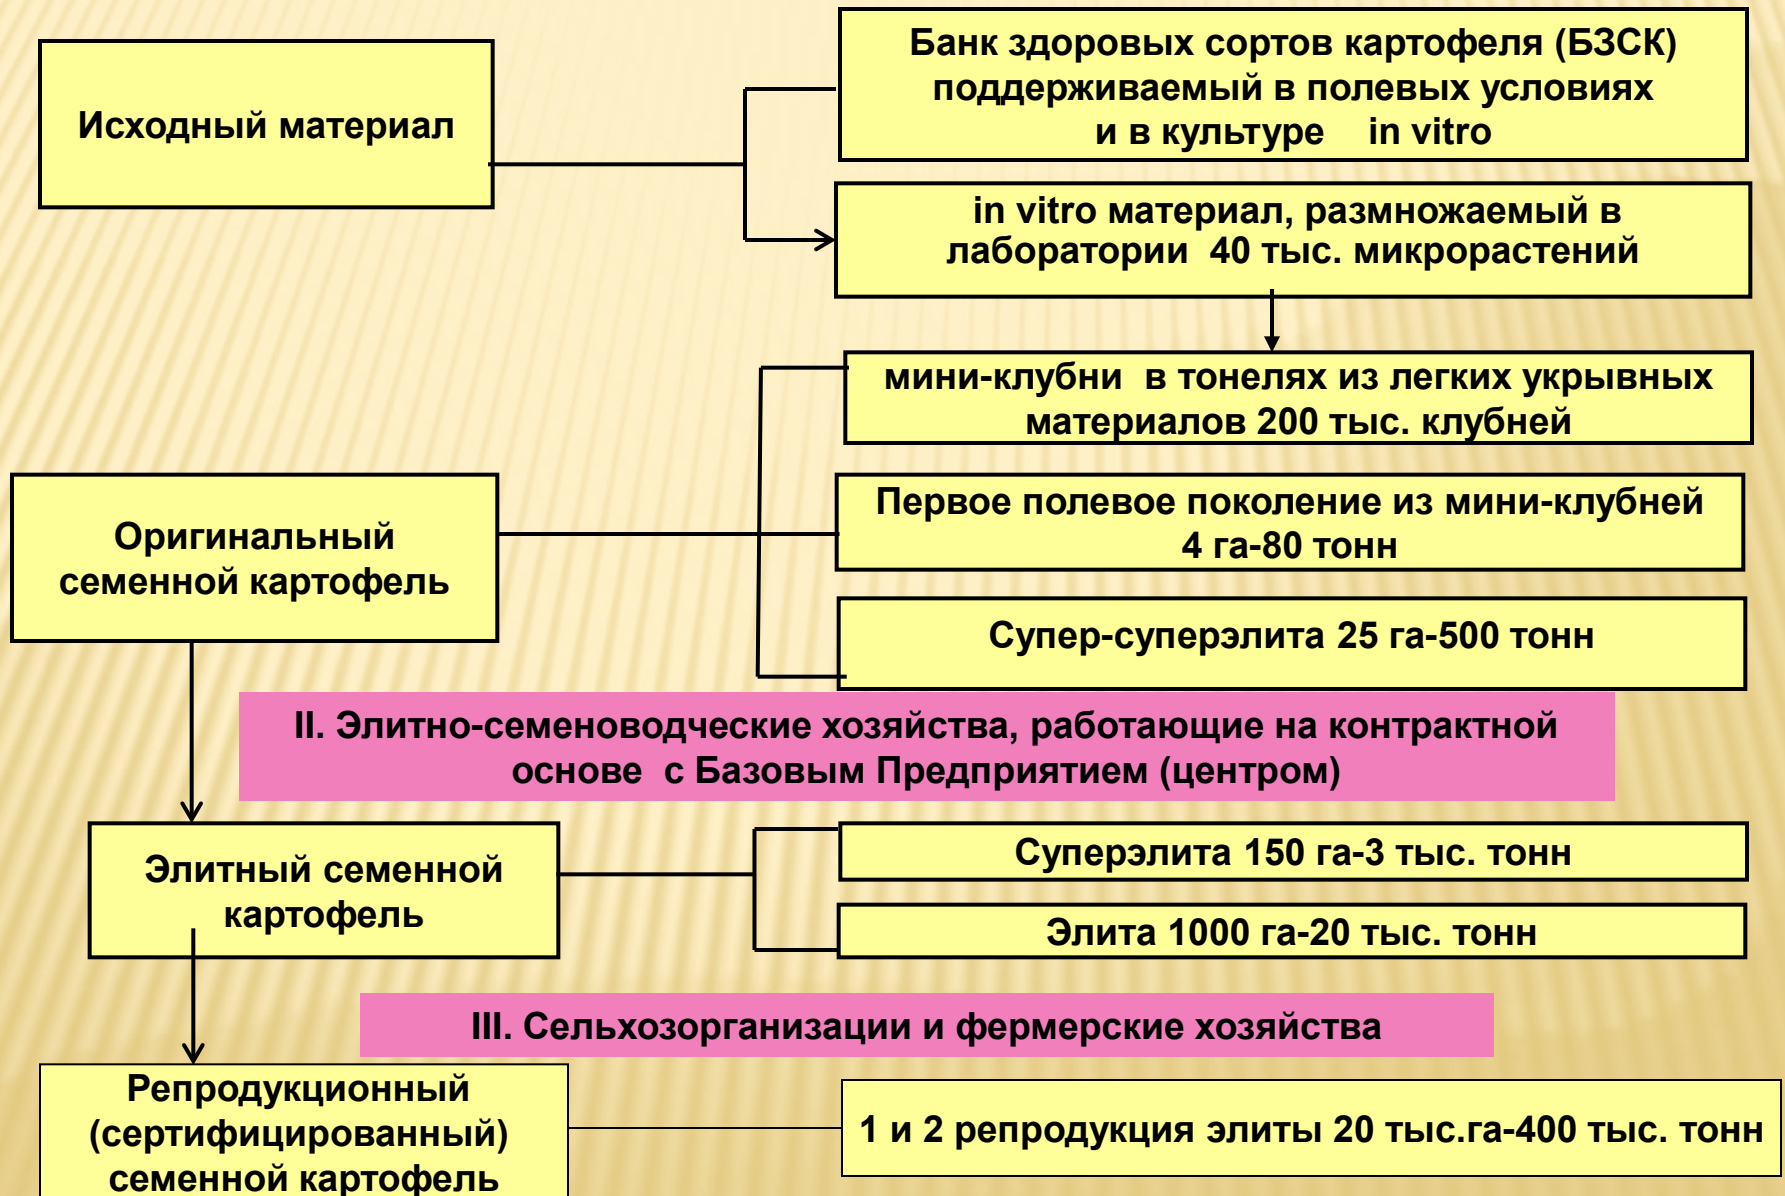 Исходный материал
Банк здоровых сортов картофеля (БЗСК)
поддерживаемый в полевых условиях
и в культуре in vitro
in vitro материал, размножаемый в
лаборатории 40 тыс. микрорастений
мини-клубни в тонелях из легких укрывных
материалов 200 тыс. клубней
Оригинальный
семенной картофель
Первое полевое поколение из мини-клубней
4 га-80 тонн
Супер-суперэлита 25 га-500 тонн
II. Элитно-семеноводческие хозяйства, работающие на контрактной
основе с Базовым Предприятием (центром)
Элитный семенной
картофель
Суперэлита 150 га-3 тыс. тонн
Элита 1000 га-20 тыс. тонн
III. Сельхозорганизации и фермерские хозяйства
Репродукционный
(сертифицированный)
семенной картофель
1 и 2 репродукция элиты 20 тыс.га-400 тыс. тонн